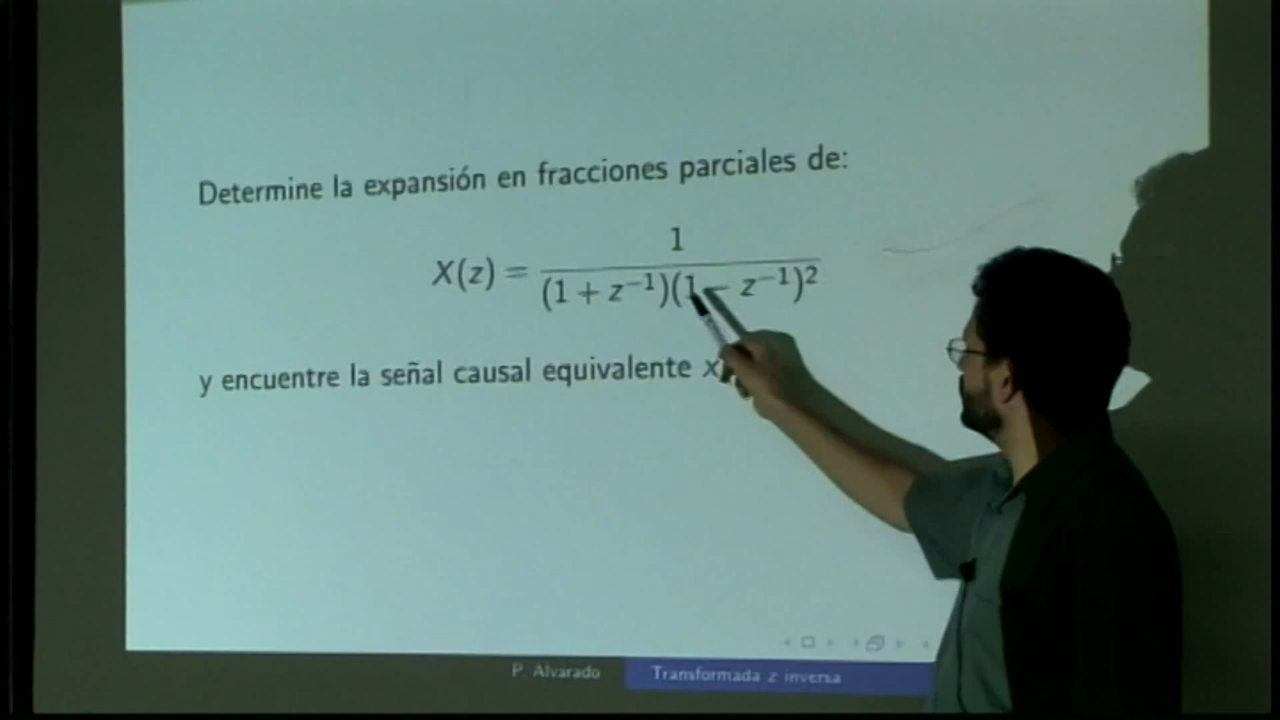 Determine la expansión en fracciones parciales de:
X(z) = 1 / (1 + z⁻¹)(1 − z⁻¹)²
y encuentre la señal causal equivalente x
P. Alvarado Transformada z inversa